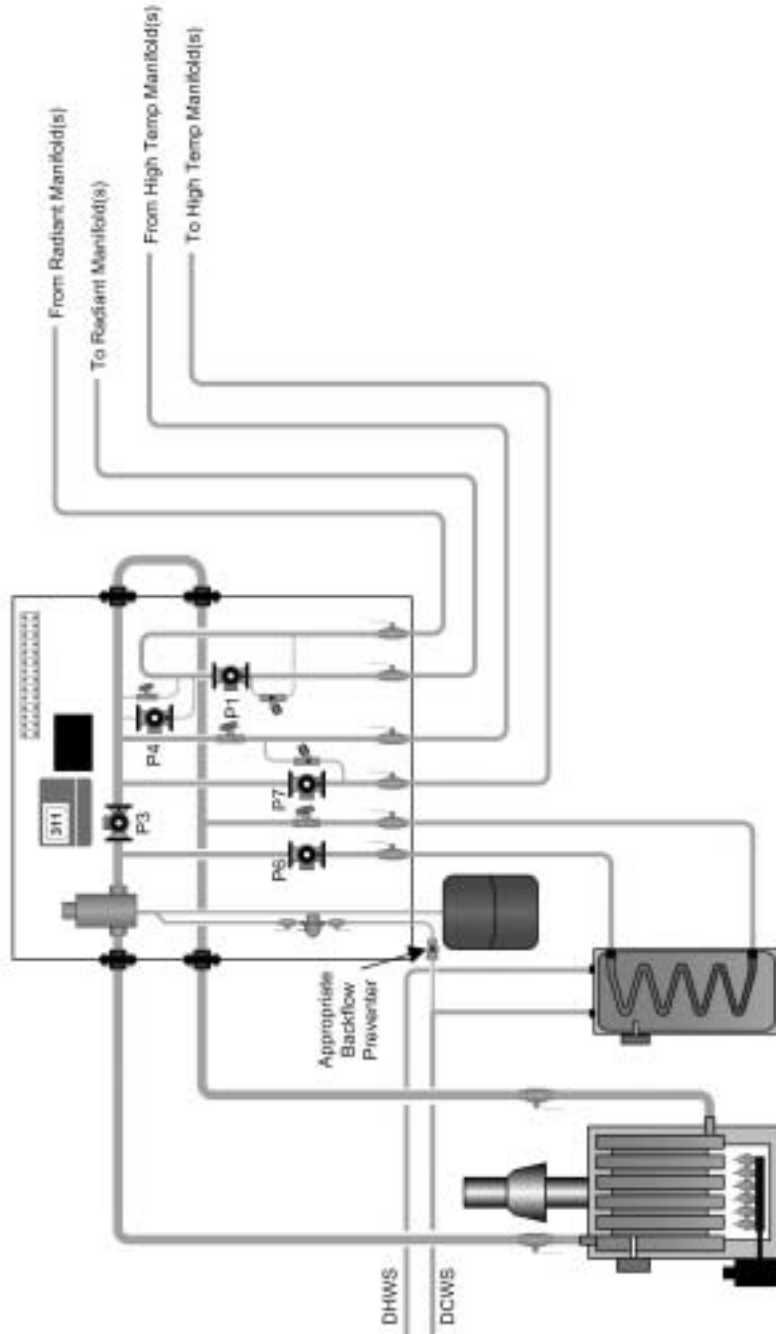 From Radiant Manifold(s)
To Radiant Manifold(s)
From High Temp Manifold(s)
To High Temp Manifold(s)
311
P3
P4
P1
P7
P6
Appropriate
Backflow
Preventer
DHWS
DCWS